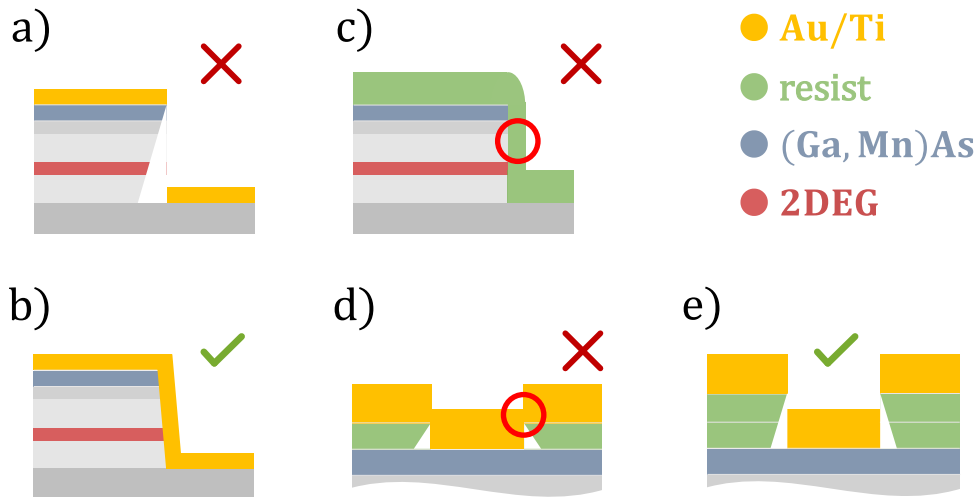 a)
c)
Au/Ti
resist
(Ga, Mn)As
2DEG
b)
d)
e)